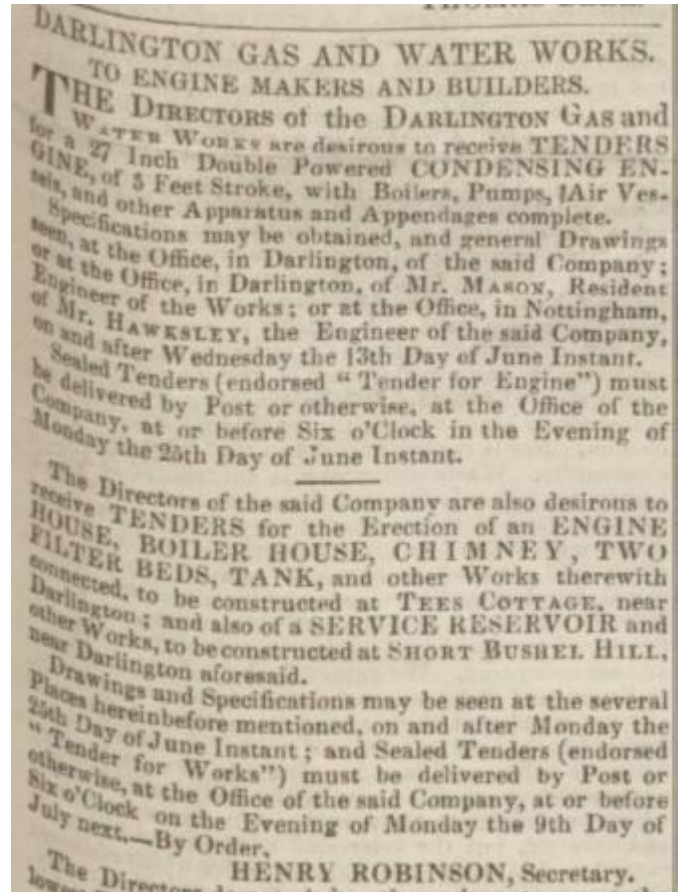 DARLINGTON GAS AND WATER WORKS.
TO ENGINE MAKERS AND BUILDERS.
THE DIRECTORS of the DARLINGTON GAS and
WATER WORKS are desirous to receive TENDERS
for a 27 Inch Double Powered CONDENSING EN-
GINE, of 5 Feet Stroke, with Boilers, Pumps, Air Ves-
sels, and other Apparatus and Appendages complete.
Specifications may be obtained, and general Drawings
seen, at the Office, in Darlington, of the said Company;
or at the Office, in Darlington, of Mr. MASON, Resident
Engineer of the Works; or at the Office, in Nottingham,
of Mr. HAWKSLEY, the Engineer of the said Company,
on and after Wednesday the 13th Day of June Instant.
Sealed Tenders (endorsed “Tender for Engine”) must
be delivered by Post or otherwise, at the Office of the
Company, at or before Six o'Clock in the Evening of
Monday the 25th Day of June Instant.
The Directors of the said Company are also desirous to
receive TENDERS for the Erection of an ENGINE
HOUSE, BOILER HOUSE, CHIMNEY, TWO
FILTER BEDS, TANK, and other Works therewith
connected, to be constructed at TEES COTTAGE, near
Darlington; and also of a SERVICE RESERVOIR and
other Works, to be constructed at SHORT BUSHEL HILL,
near Darlington aforesaid.
Drawings and Specifications may be seen at the several
Places hereinbefore mentioned, on and after Monday the
25th Day of June Instant; and Sealed Tenders (endorsed
“Tender for Works”) must be delivered by Post or
otherwise, at the Office of the said Company, at or before
Six o'Clock on the Evening of Monday the 9th Day of
July next.—By Order,
HENRY ROBINSON, Secretary.
The Directors